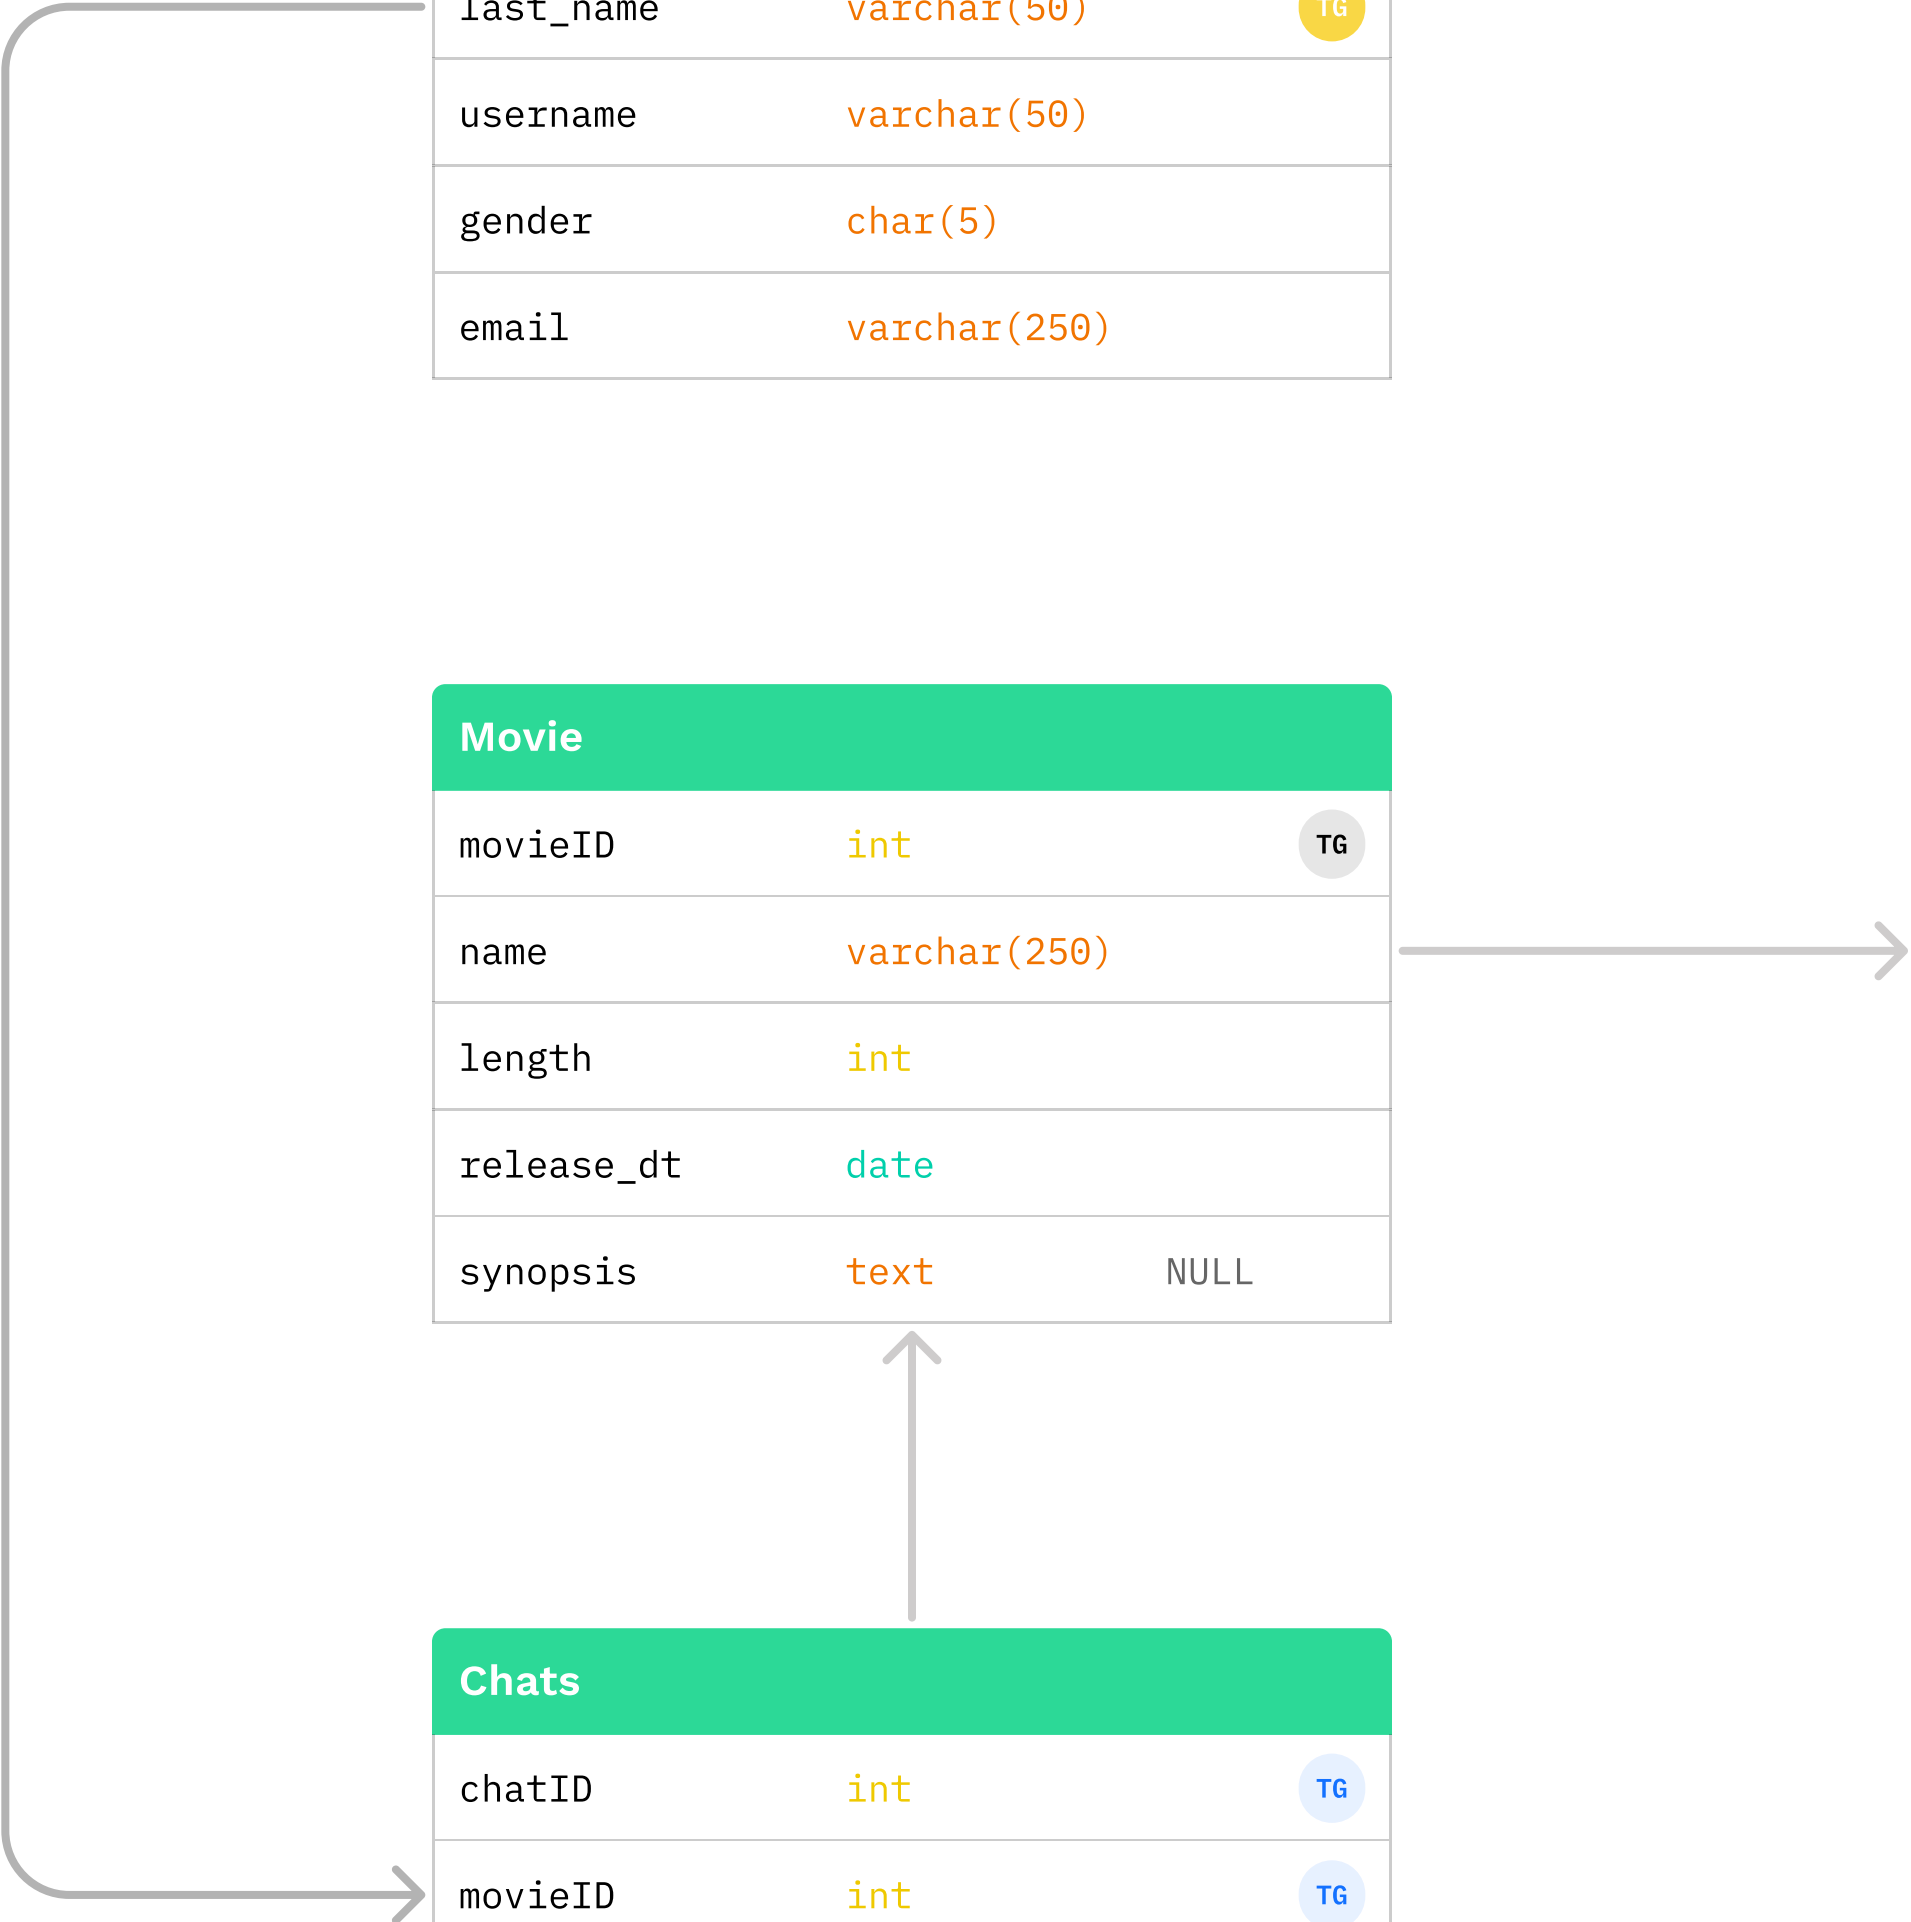 last_name varchar(50) TG
username varchar(50)
gender char(5)
email varchar(250)
Movie
movieID int TG
name varchar(250)
length int
release_dt date
synopsis text NULL
Chats
chatID int TG
movieID int TG